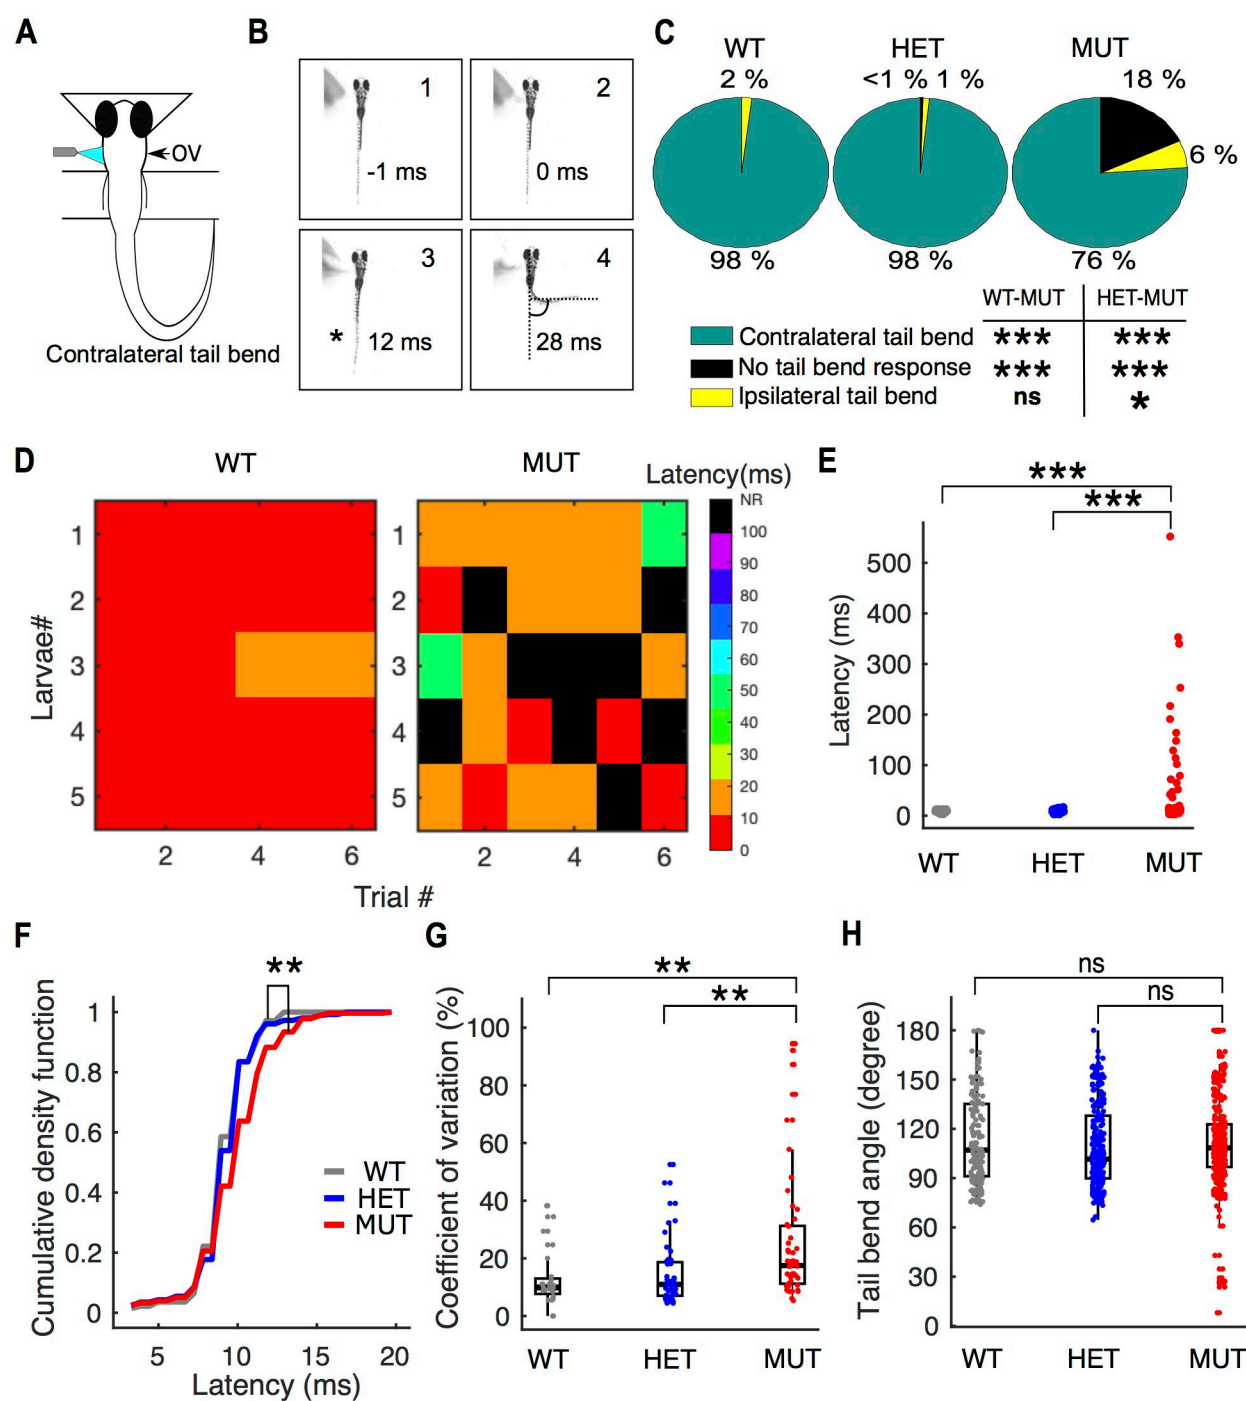 A
OV
Contralateral tail bend
B
1
-1 ms
2
0 ms
3
* 12 ms
4
28 ms
C
WT HET MUT
2 % <1 % 1 % 18 %
6 %
98 % 98 % 76 %
WT-MUT HET-MUT
Contralateral tail bend *** ***
No tail bend response *** ***
Ipsilateral tail bend ns *
D
WT MUT Latency(ms)
NR
100
90
80
70
60
50
40
30
20
10
0
Larvae#
1
2
3
4
5
1
2
3
4
5
2 4 6 2 4 6
Trial #
E
***
***
Latency (ms)
500
400
300
200
100
0
WT HET MUT
F
**
Cumulative density function
1
0.8
0.6
0.4
0.2
0
WT
HET
MUT
5 10 15 20
Latency (ms)
G
**
**
Coefficient of variation (%)
100
80
60
40
20
0
WT HET MUT
H
ns
ns
Tail bend angle (degree)
180
150
120
90
60
30
0
WT HET MUT